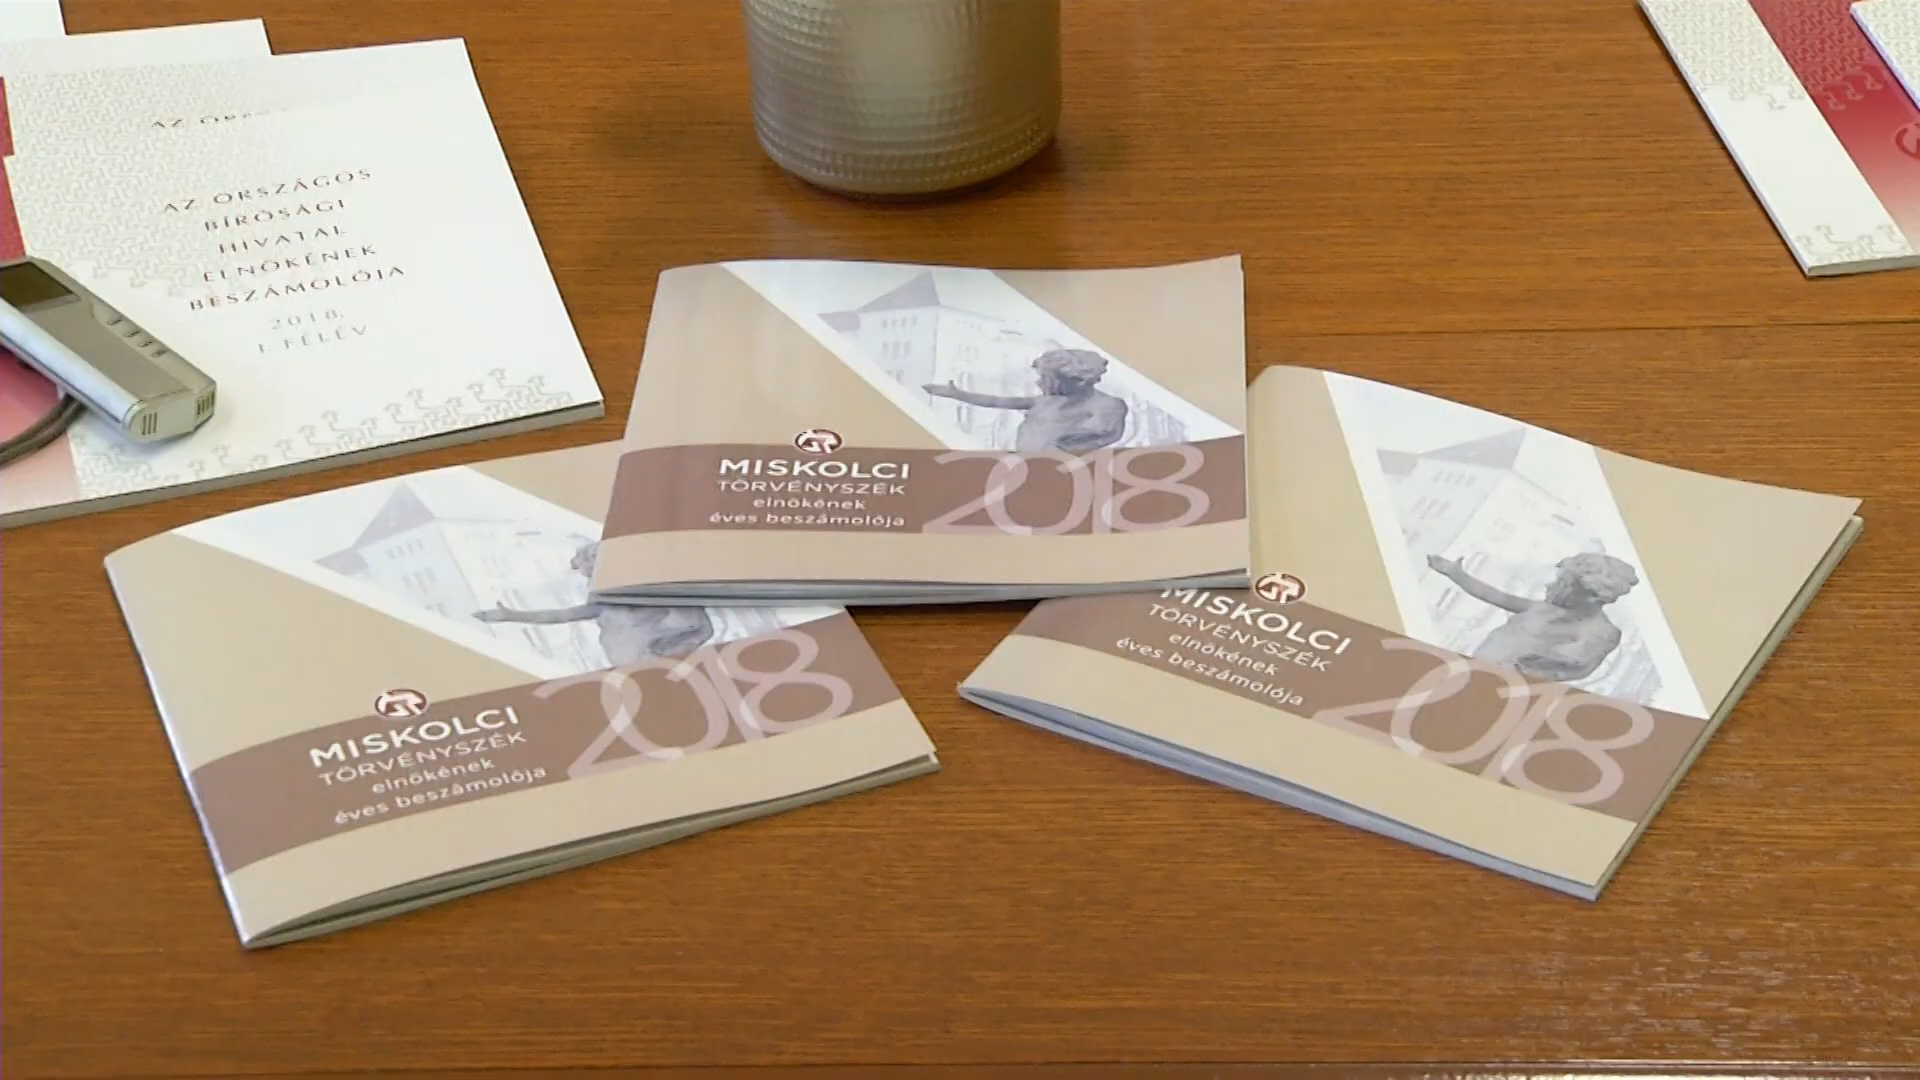 AZ ORSZÁGOS
BÍRÓSÁGI
HIVATAL
ELNÖKÉNEK
BESZÁMOLÓJA
2018.
I. FÉLÉV
MISKOLCI
TÖRVÉNYSZÉK
elnökének
éves beszámolója
2018
MISKOLCI
TÖRVÉNYSZÉK
elnökének
éves beszámolója
2018
MISKOLCI
TÖRVÉNYSZÉK
elnökének
éves beszámolója
2018